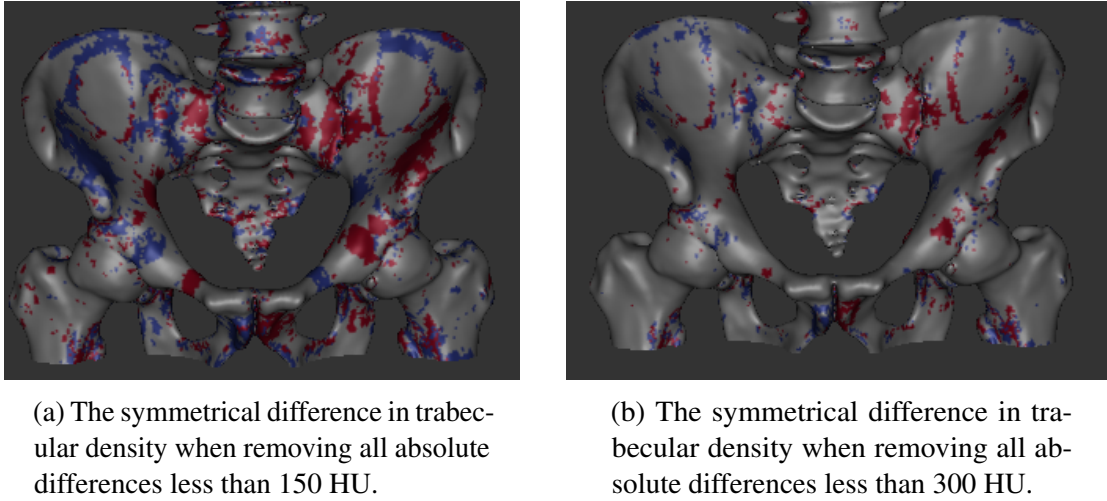 (a) The symmetrical difference in trabec-
ular density when removing all absolute
differences less than 150 HU.
(b) The symmetrical difference in tra-
becular density when removing all ab-
solute differences less than 300 HU.